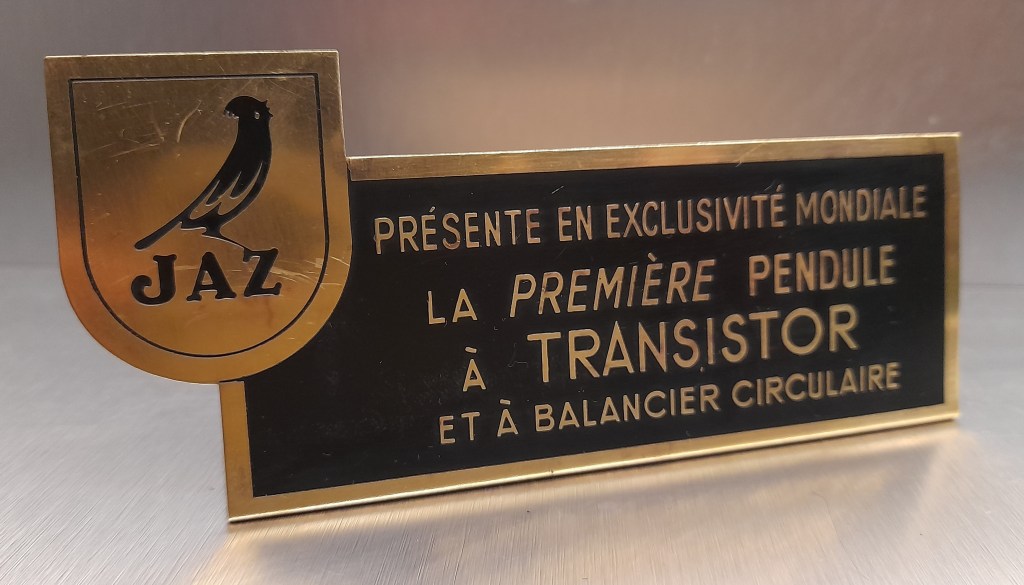 JAZ
PRÉSENTE EN EXCLUSIVITÉ MONDIALE
LA PREMIÈRE PENDULE
À TRANSISTOR
ET À BALANCIER CIRCULAIRE